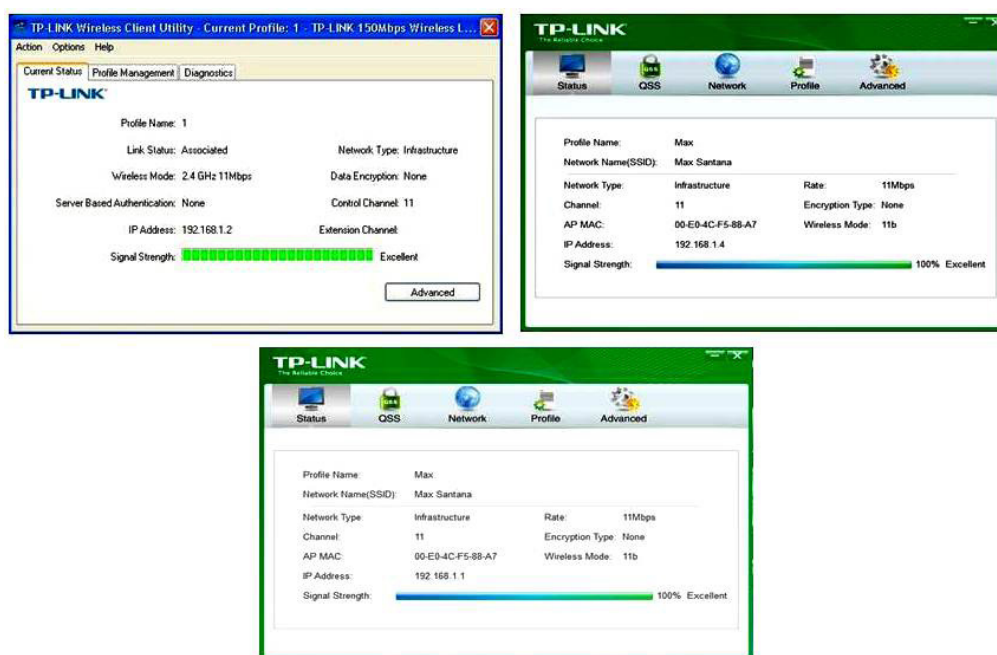 TP-LINK Wireless Client Utility - Current Profile: 1 - TP-LINK 150Mbps Wireless L...
Action Options Help
Current Status Profile Management Diagnostics
TP-LINK
Profile Name: 1
Link Status: Associated Network Type: Infrastructure
Wireless Mode: 2.4 GHz 11Mbps Data Encryption: None
Server Based Authentication: None Control Channel: 11
IP Address: 192.168.1.2 Extension Channel:
Signal Strength: Excellent
Advanced
TP-LINK
The Reliable Choice
Status QSS Network Profile Advanced
Profile Name: Max
Network Name(SSID): Max Santana
Network Type: Infrastructure Rate: 11Mbps
Channel: 11 Encryption Type: None
AP MAC: 00-E0-4C-F5-88-A7 Wireless Mode: 11b
IP Address: 192.168.1.4
Signal Strength: 100% Excellent
TP-LINK
The Reliable Choice
Status QSS Network Profile Advanced
Profile Name: Max
Network Name(SSID): Max Santana
Network Type Infrastructure Rate: 11Mbps
Channel: 11 Encryption Type: None
AP MAC: 00-E0-4C-F5-88-A7 Wireless Mode: 11b
IP Address: 192.168.1.1
Signal Strength: 100% Excellent